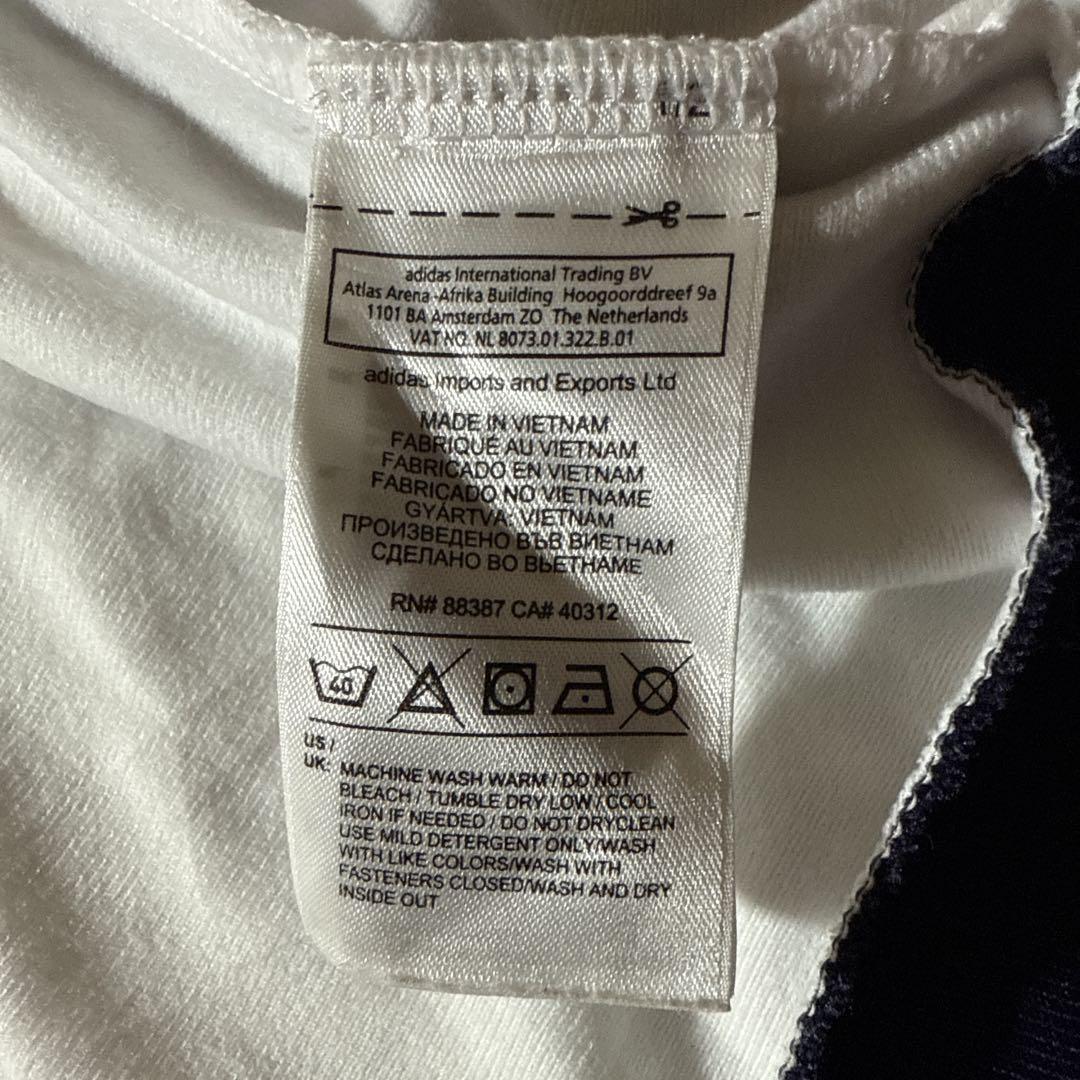 adidas International Trading BV
Atlas Arena-Afrika Building Hoogoorddreef 9a
1101 BA Amsterdam ZO The Netherlands
VAT NO. NL 8073.01.322.B.01
adidas Imports and Exports Ltd
MADE IN VIETNAM
FABRIQUÉ AU VIETNAM
FABRICADO EN VIETNAM
FABRICADO NO VIETNAME
GYÁRTVA: VIETNÁM
ПРОИЗВЕДЕНО ВЪВ ВИЕТНАМ
СДЕЛАНО ВО ВЬЕТНАМЕ
RN# 88387 CA# 40312
40
US /
UK: MACHINE WASH WARM / DO NOT
BLEACH / TUMBLE DRY LOW / COOL
IRON IF NEEDED / DO NOT DRYCLEAN
USE MILD DETERGENT ONLY/WASH
WITH LIKE COLORS/WASH WITH
FASTENERS CLOSED/WASH AND DRY
INSIDE OUT